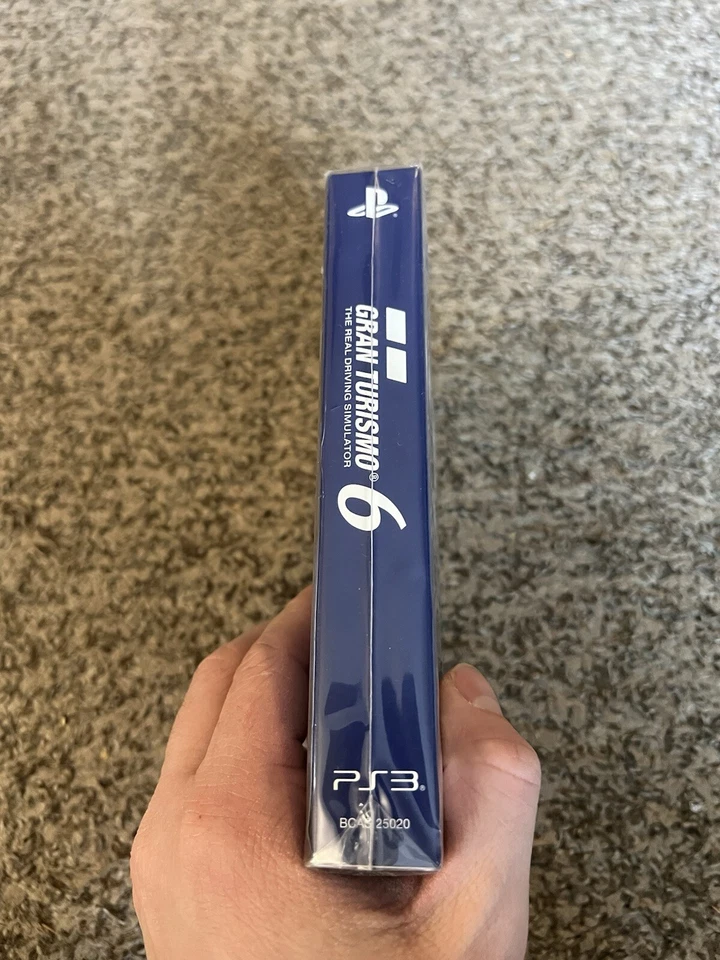 GRAN TURISMO® 6
THE REAL DRIVING SIMULATOR
PS3®
25020